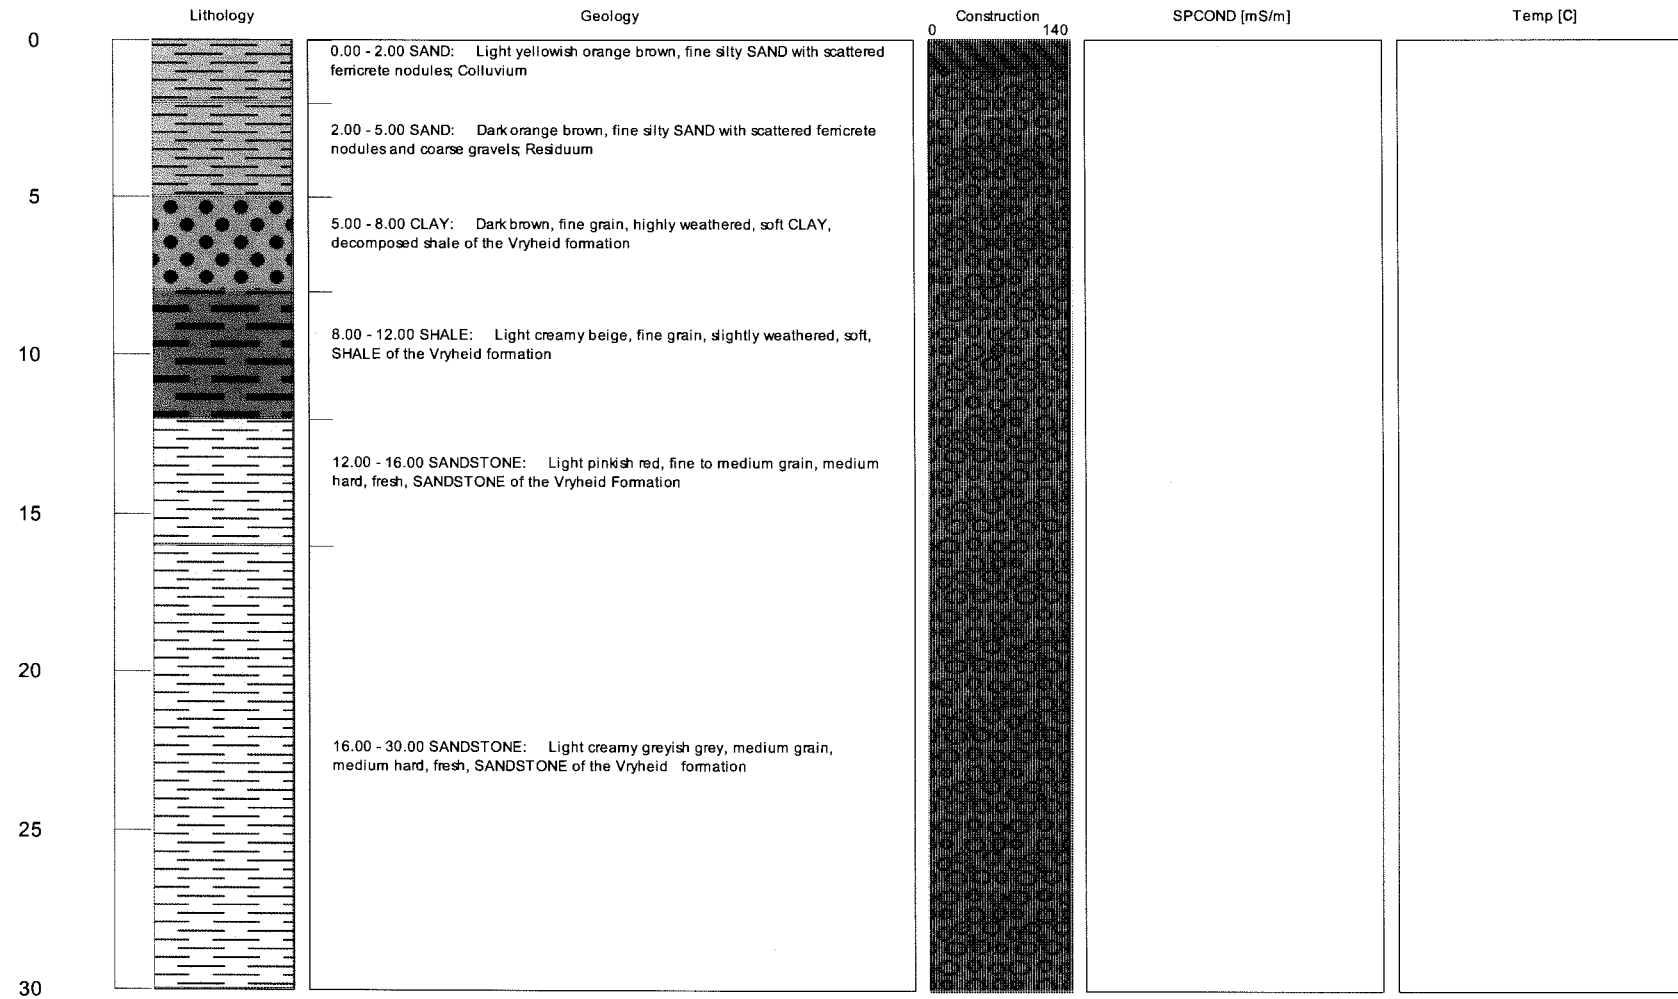 Lithology Geology Construction SPCOND [mS/m] Temp [C]
0 140
0
0.00 - 2.00 SAND: Light yellowish orange brown, fine silty SAND with scattered
ferricrete nodules; Colluvium
2.00 - 5.00 SAND: Dark orange brown, fine silty SAND with scattered ferricrete
nodules and coarse gravels; Residuum
5
5.00 - 8.00 CLAY: Dark brown, fine grain, highly weathered, soft CLAY,
decomposed shale of the Vryheid formation
8.00 - 12.00 SHALE: Light creamy beige, fine grain, slightly weathered, soft,
SHALE of the Vryheid formation
10
12.00 - 16.00 SANDSTONE: Light pinkish red, fine to medium grain, medium
hard, fresh, SANDSTONE of the Vryheid Formation
15
20
16.00 - 30.00 SANDSTONE: Light creamy greyish grey, medium grain,
medium hard, fresh, SANDSTONE of the Vryheid formation
25
30